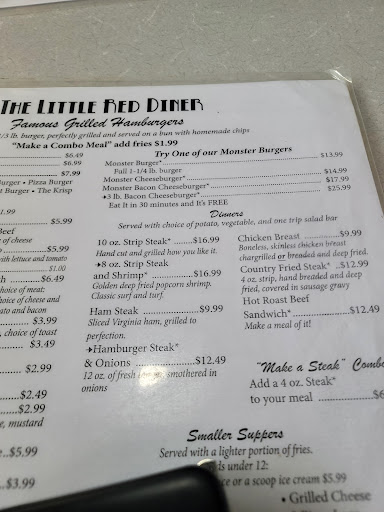 THE LITTLE RED DINER
Famous Grilled Hamburgers
1/3 lb. burger, perfectly grilled and served on a bun with homemade chips
"Make a Combo Meal" add fries $1.99
$6.49
$6.99
$7.99
Burger • Pizza Burger
Burger • The Krisp
1.99
$5.99
Beef
of cheese
$5.99
with lettuce and tomato
$1.00
$6.49
choice of meat:
choice of cheese and
bacon
$3.99
choice of toast
$3.49
$2.99
$2.49
$2.99
mustard
$5.99
$3.99
Try One of our Monster Burgers
Monster Burger* $13.99
Full 1-1/4 lb. burger
Monster Cheeseburger* $14.99
Monster Bacon Cheeseburger* $17.99
3 lb. Bacon Cheeseburger* $25.99
Eat It in 30 minutes and It's FREE
Dinners
Served with choice of potato, vegetable, and one trip salad bar
10 oz. Strip Steak* $16.99
Hand cut and grilled how you like it.
8 oz. Strip Steak
and Shrimp* $16.99
Golden deep fried popcorn shrimp.
Classic surf and turf.
Ham Steak $9.99
Sliced Virginia ham, grilled to
perfection.
Hamburger Steak*
& Onions $12.49
12 oz. of fresh smothered in
onions
Chicken Breast $9.99
Boneless, skinless chicken breast
chargrilled or breaded and deep fried.
Country Fried Steak* $12.99
4 oz. strip, hand breaded and deep
fried, covered in sausage gravy
Hot Roast Beef
Sandwich* $12.49
Make a meal of it!
"Make a Steak" Combo
Add a 4 oz. Steak*
to your meal
Smaller Suppers
Served with a lighter portion of fries.
under 12:
or a scoop ice cream $5.99
• Grilled Cheese